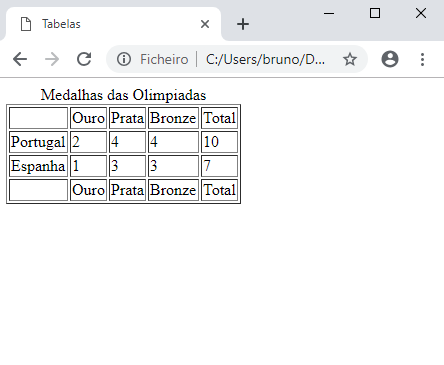 Tabelas
Ficheiro | C:/Users/bruno/D...
Medalhas das Olimpiadas
Ouro Prata Bronze Total
Portugal 2 4 4 10
Espanha 1 3 3 7
Ouro Prata Bronze Total